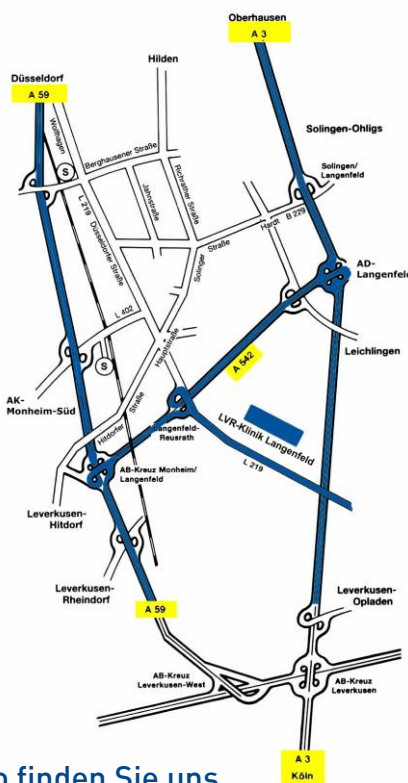 Oberhausen
A 3
Hilden
Düsseldorf
A 59
Wolfhagen
Berghausener Straße
S
L 219
Düsseldorfer Straße
Jahnstraße
Richrather Straße
Solinger Straße
Hardt
B 229
Solingen-Ohligs
Solingen/
Langenfeld
AD-
Langenfeld
L 402
S
Hauptstraße
A 542
Leichlingen
AK-
Monheim-Süd
Hitdorfer Straße
Langenfeld-
Reusrath
LVR-Klinik Langenfeld
L 219
AB-Kreuz Monheim/
Langenfeld
Leverkusen-
Hitdorf
Leverkusen-
Rheindorf
A 59
Leverkusen-
Opladen
AB-Kreuz
Leverkusen-West
AB-Kreuz
Leverkusen
A 3
Köln
finden Sie uns